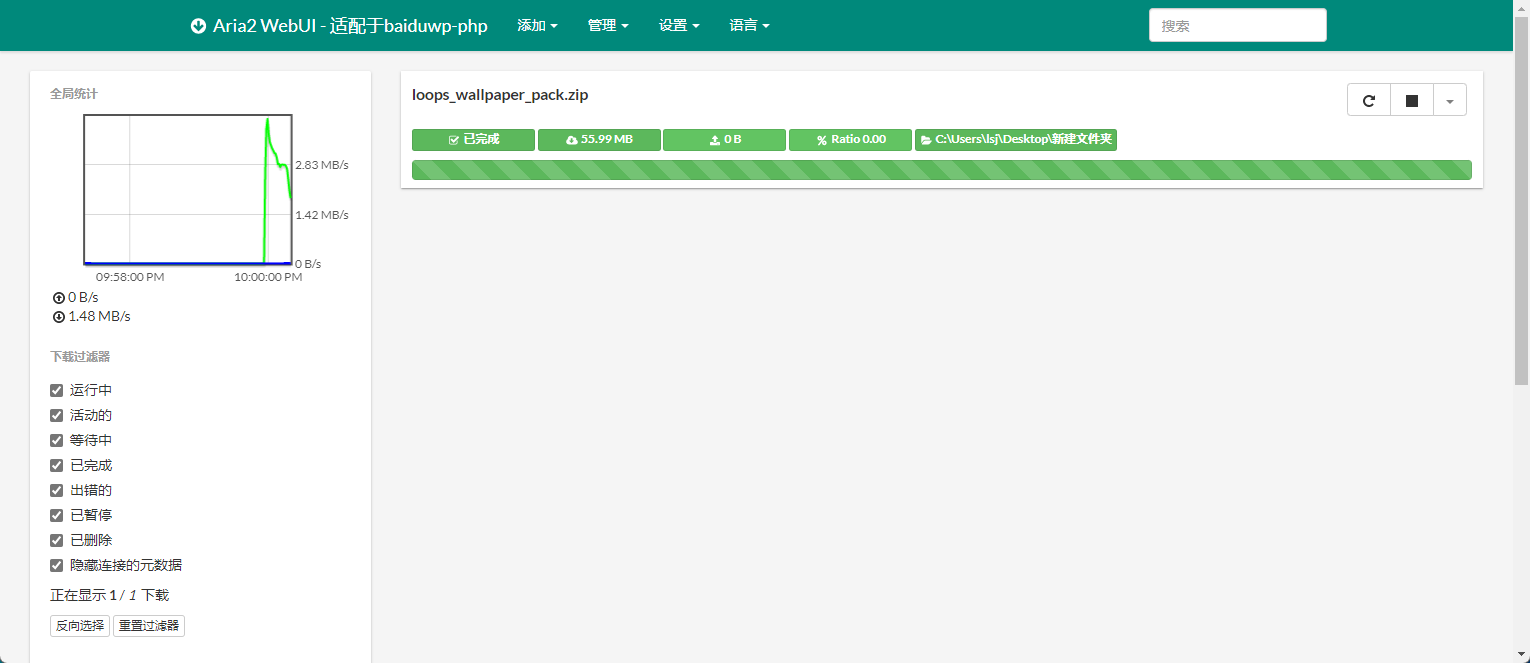 Aria2 WebUI - 适配于baiduwp-php 添加 管理 设置 语言 搜索
全局统计
2.83 MB/s
1.42 MB/s
0 B/s
09:58:00 PM 10:00:00 PM
0 B/s
1.48 MB/s
下载过滤器
运行中
活动的
等待中
已完成
出错的
已暂停
已删除
隐藏连接的元数据
正在显示 1 / 1 下载
反向选择 重置过滤器
loops_wallpaper_pack.zip
已完成 55.99 MB 0 B Ratio 0.00 C:\Users\lsj\Desktop\新建文件夹